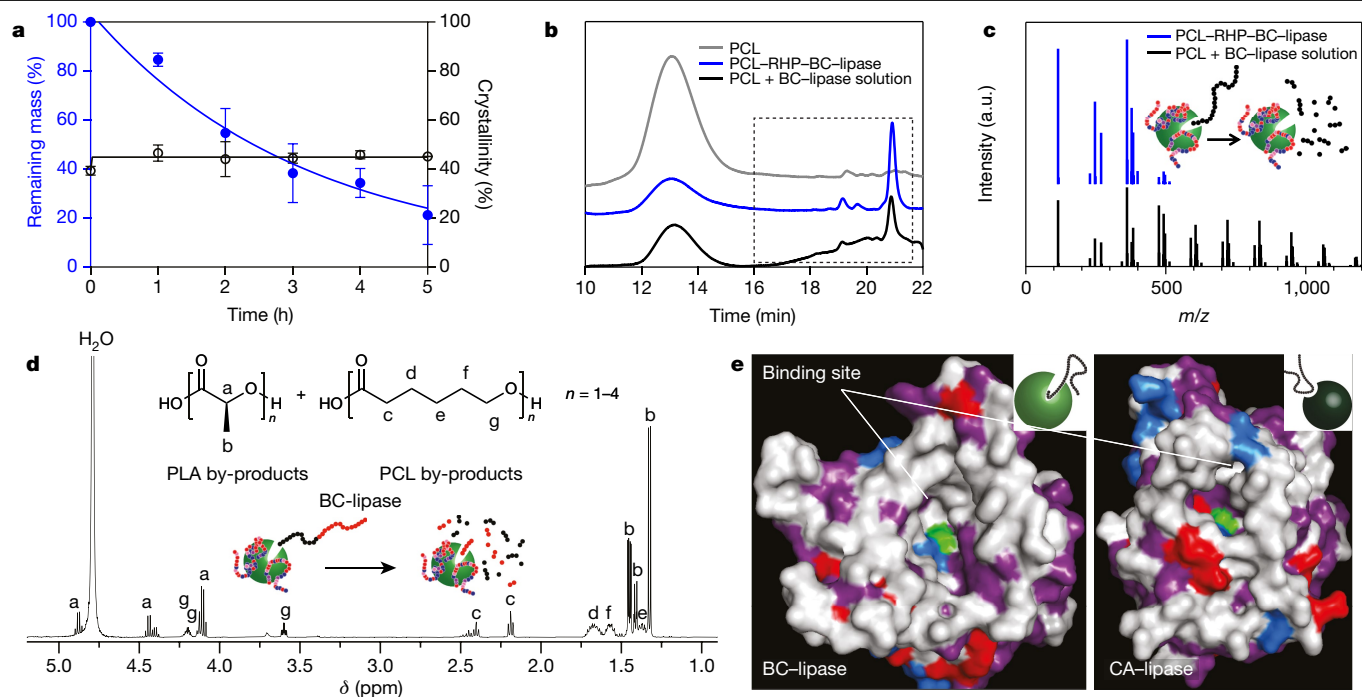 a
100
80
60
40
20
0
Remaining mass (%)
100
80
60
40
20
0
Crystallinity (%)
0 1 2 3 4 5
Time (h)
b
PCL
PCL–RHP–BC–lipase
PCL + BC–lipase solution
10 12 14 16 18 20 22
Time (min)
c
PCL–RHP–BC–lipase
PCL + BC–lipase solution
Intensity (a.u.)
0 500 1,000
m/z
d
H2O
O
a
O
HO
H
n
b
+
O
d
f
O
HO
H
n
c
e
g
n = 1–4
PLA by-products
PCL by-products
BC-lipase
a
a
g
g
a
g
c
c
d
f
b
b
e
b
5.0 4.5 4.0 3.5 3.0 2.5 2.0 1.5 1.0
δ (ppm)
e
Binding site
BC–lipase
CA–lipase